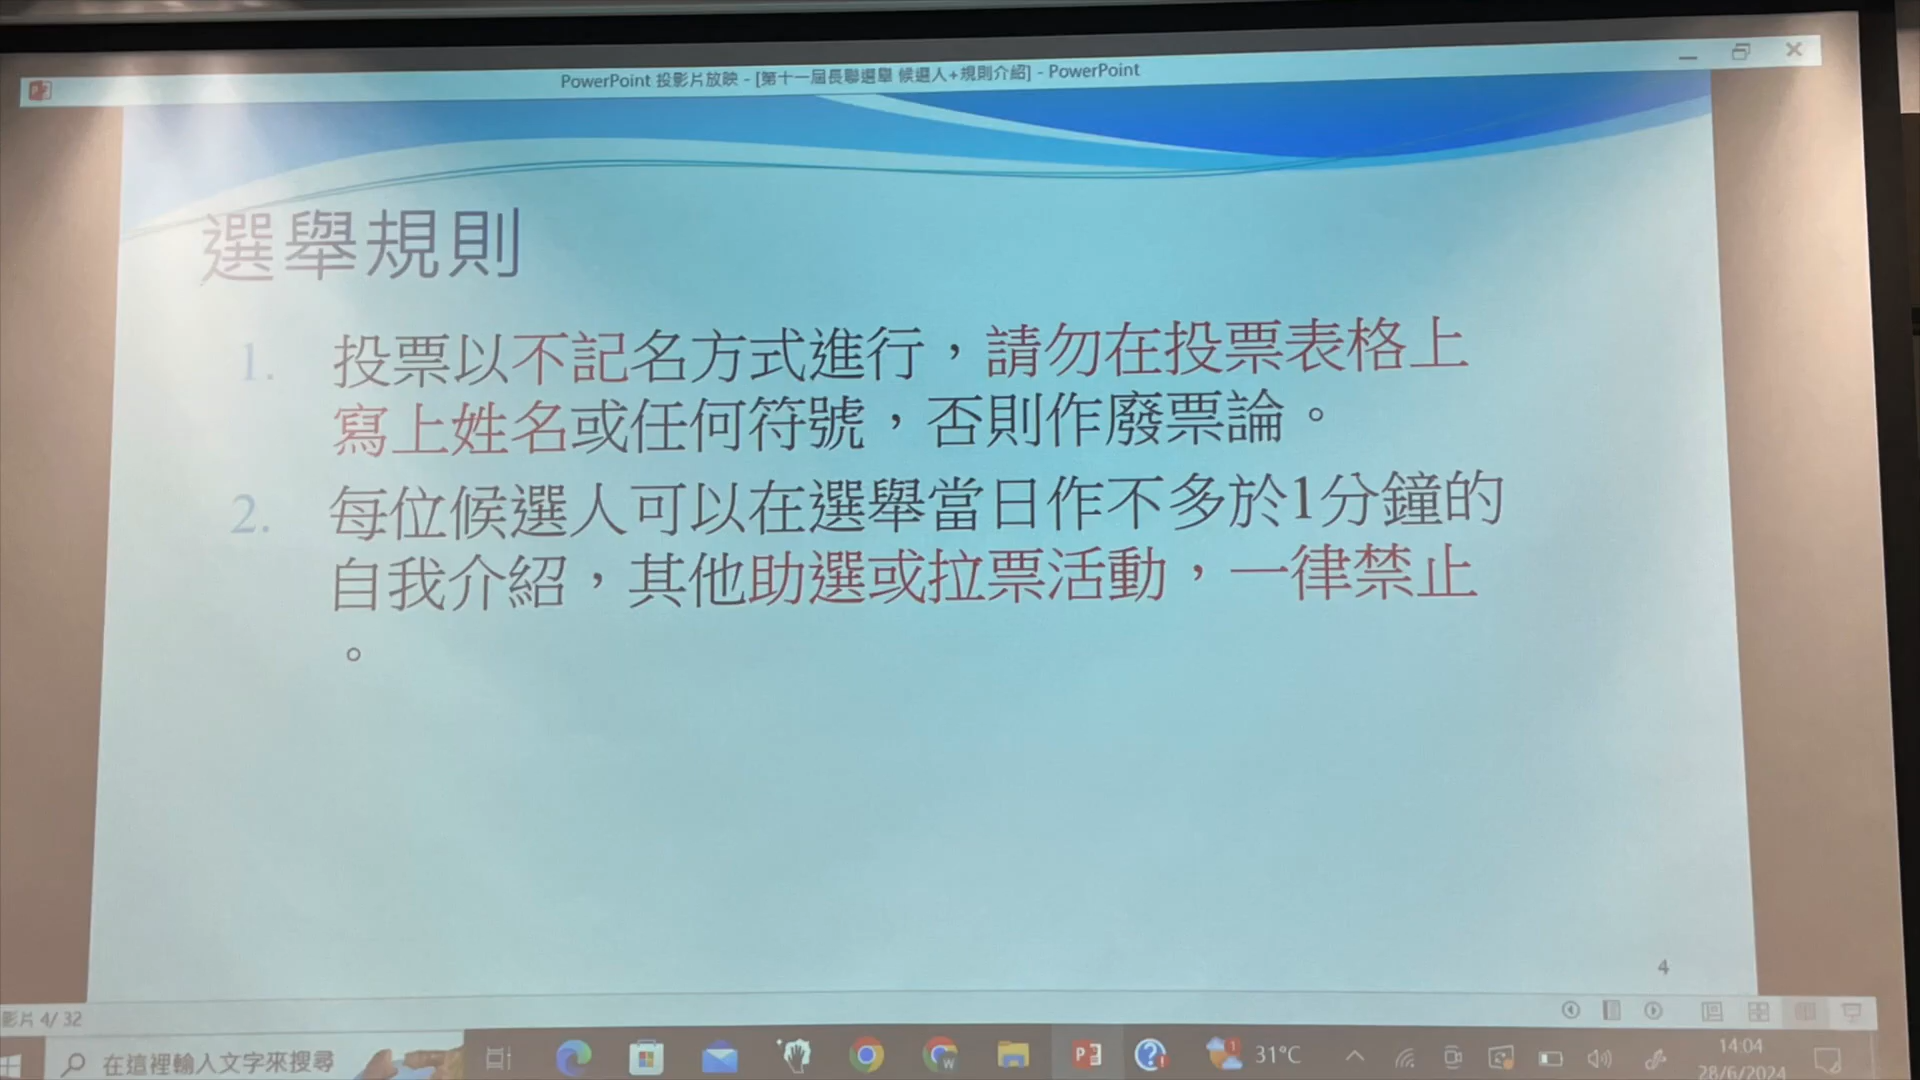 PowerPoint 投影片放映 - [第十一屆長聯選舉 候選人+規則介紹] - PowerPoint
選舉規則
1. 投票以不記名方式進行，請勿在投票表格上
寫上姓名或任何符號，否則作廢票論。
2. 每位候選人可以在選舉當日作不多於1分鐘的
自我介紹，其他助選或拉票活動，一律禁止
。
4
影片 4/ 32
在這裡輸入文字來搜尋
31°C
14:04
28/6/2024